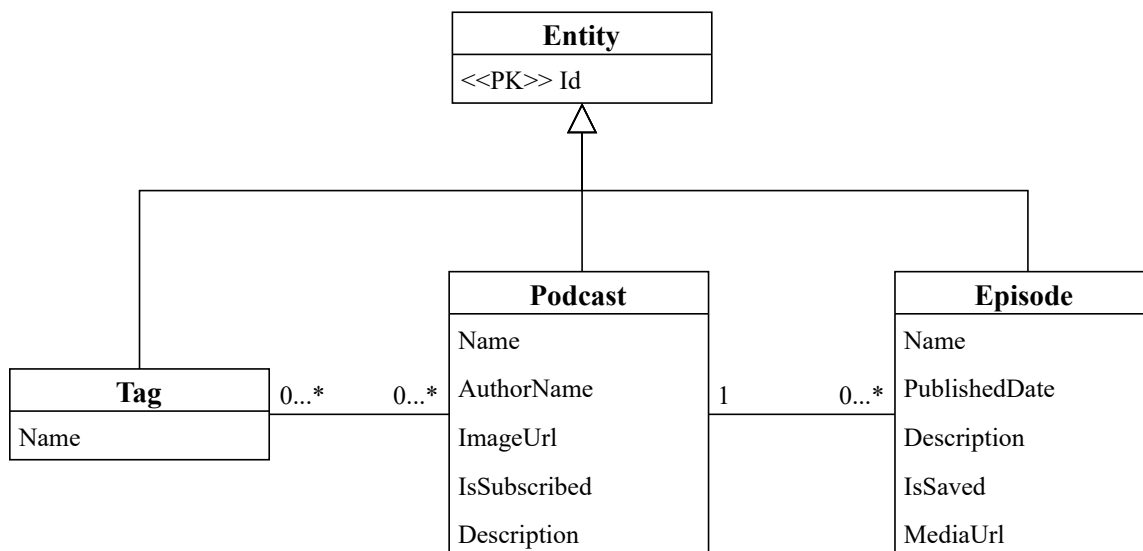 Entity
<<PK>> Id
Podcast
Name
AuthorName
ImageUrl
IsSubscribed
Description
Episode
Name
PublishedDate
Description
IsSaved
MediaUrl
Tag
Name
0...*
0...*
1
0...*